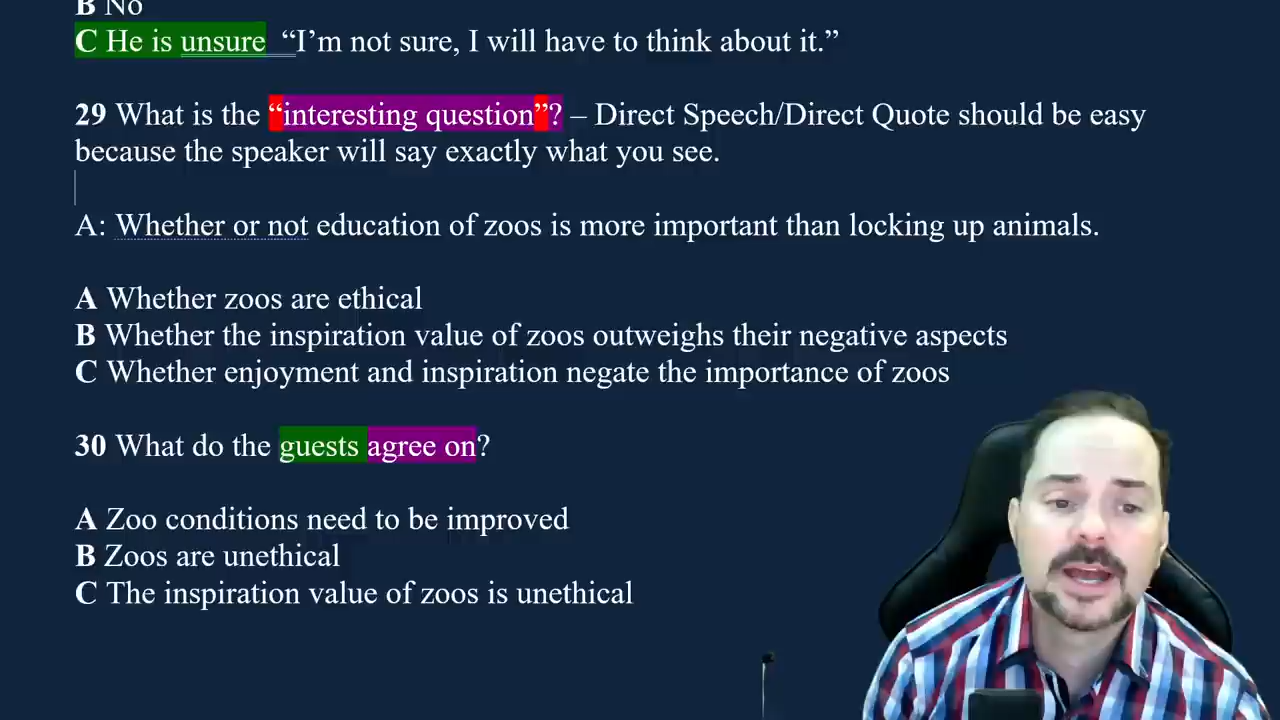 B No
C He is unsure “I’m not sure, I will have to think about it.”
29 What is the “interesting question”? – Direct Speech/Direct Quote should be easy
because the speaker will say exactly what you see.
A: Whether or not education of zoos is more important than locking up animals.
A Whether zoos are ethical
B Whether the inspiration value of zoos outweighs their negative aspects
C Whether enjoyment and inspiration negate the importance of zoos
30 What do the guests agree on?
A Zoo conditions need to be improved
B Zoos are unethical
C The inspiration value of zoos is unethical